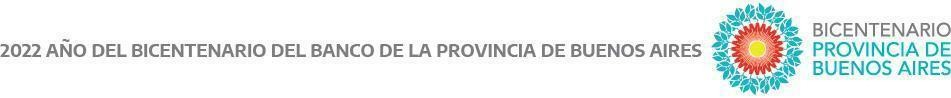 2022 AÑO DEL BICENTENARIO DEL BANCO DE LA PROVINCIA DE BUENOS AIRES
BICENTENARIO
PROVINCIA DE
BUENOS AIRES